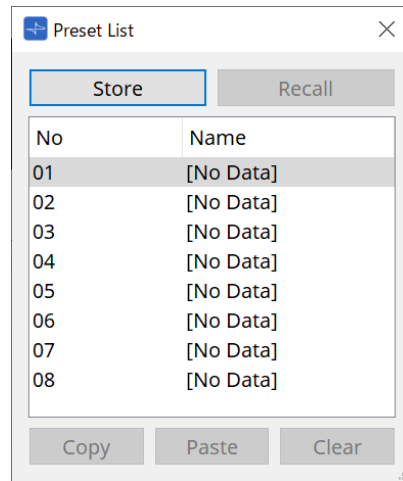 Preset List
Store Recall
No Name
01 [No Data]
02 [No Data]
03 [No Data]
04 [No Data]
05 [No Data]
06 [No Data]
07 [No Data]
08 [No Data]
Copy Paste Clear